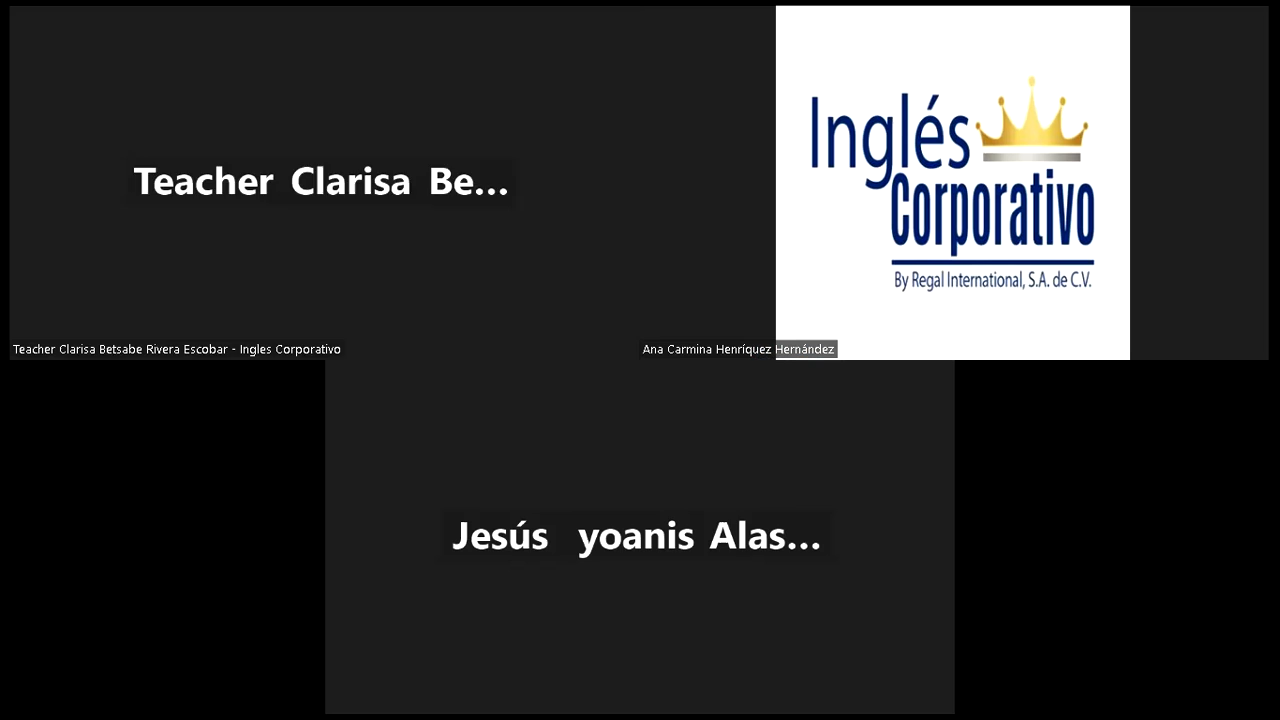 Teacher Clarisa Be...
Inglés
Corporativo
By Regal International, S.A. de C.V.
Teacher Clarisa Betsabe Rivera Escobar - Ingles Corporativo
Ana Carmina Henríquez Hernández
Jesús yoanis Alas...